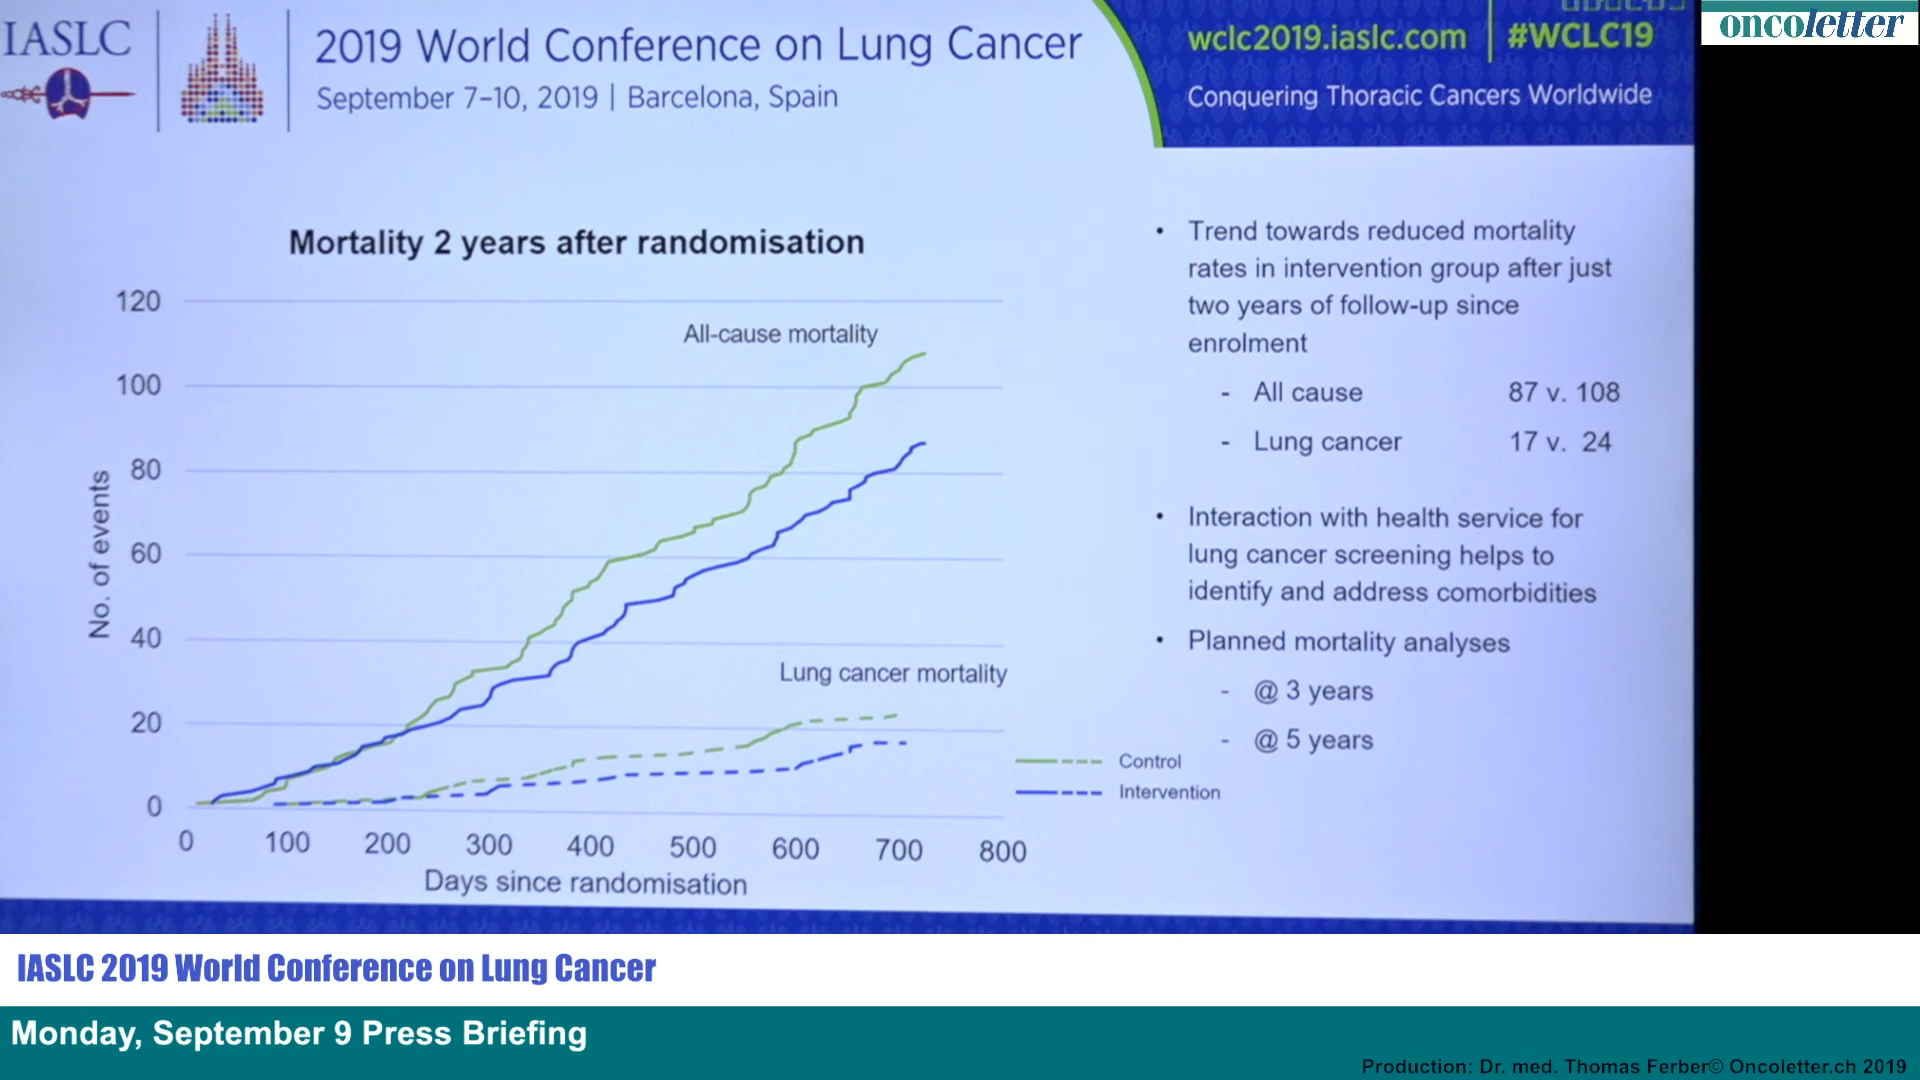 IASLC
2019 World Conference on Lung Cancer
September 7–10, 2019 | Barcelona, Spain
wclc2019.iaslc.com | #WCLC19
Conquering Thoracic Cancers Worldwide
oncoletter
Mortality 2 years after randomisation
120
100
80
60
40
20
0
No. of events
All-cause mortality
Lung cancer mortality
0 100 200 300 400 500 600 700 800
Days since randomisation
Control
Intervention
• Trend towards reduced mortality
rates in intervention group after just
two years of follow-up since
enrolment
- All cause 87 v. 108
- Lung cancer 17 v. 24
• Interaction with health service for
lung cancer screening helps to
identify and address comorbidities
• Planned mortality analyses
- @ 3 years
- @ 5 years
IASLC 2019 World Conference on Lung Cancer
Monday, September 9 Press Briefing
Production: Dr. med. Thomas Ferber© Oncoletter.ch 2019